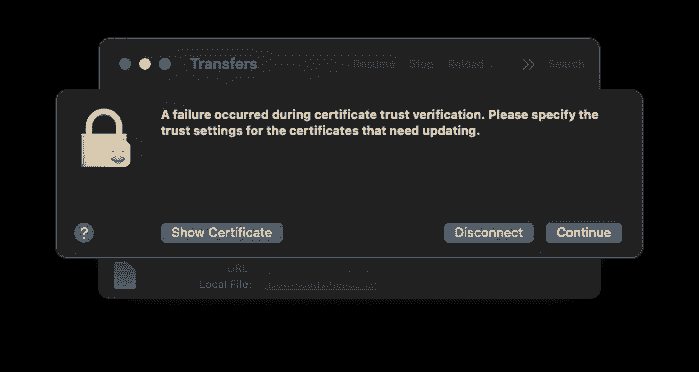 Transfers
Resume Stop Reload Search
A failure occurred during certificate trust verification. Please specify the
trust settings for the certificates that need updating.
? Show Certificate Disconnect Continue
URL
Local File: